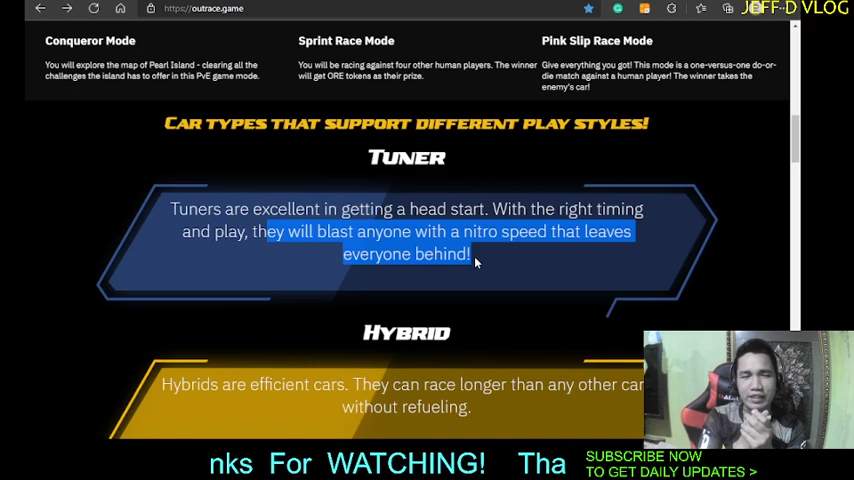 JEFF-D VLOG
https://outrace.game
Conqueror Mode
You will explore the map of Pearl Island - clearing all the
challenges the island has to offer in this PvE game mode.
Sprint Race Mode
You will be racing against four other human players. The winner
will get ORE tokens as their prize.
Pink Slip Race Mode
Give everything you got! This mode is a one-versus-one do-or-
die match against a human player! The winner takes the
enemy's car!
CAR TYPES THAT SUPPORT DIFFERENT PLAY STYLES!
TUNER
Tuners are excellent in getting a head start. With the right timing
and play, they will blast anyone with a nitro speed that leaves
everyone behind!
HYBRID
Hybrids are efficient cars. They can race longer than any other car
without refueling.
nks For WATCHING! Tha
SUBSCRIBE NOW
TO GET DAILY UPDATES >